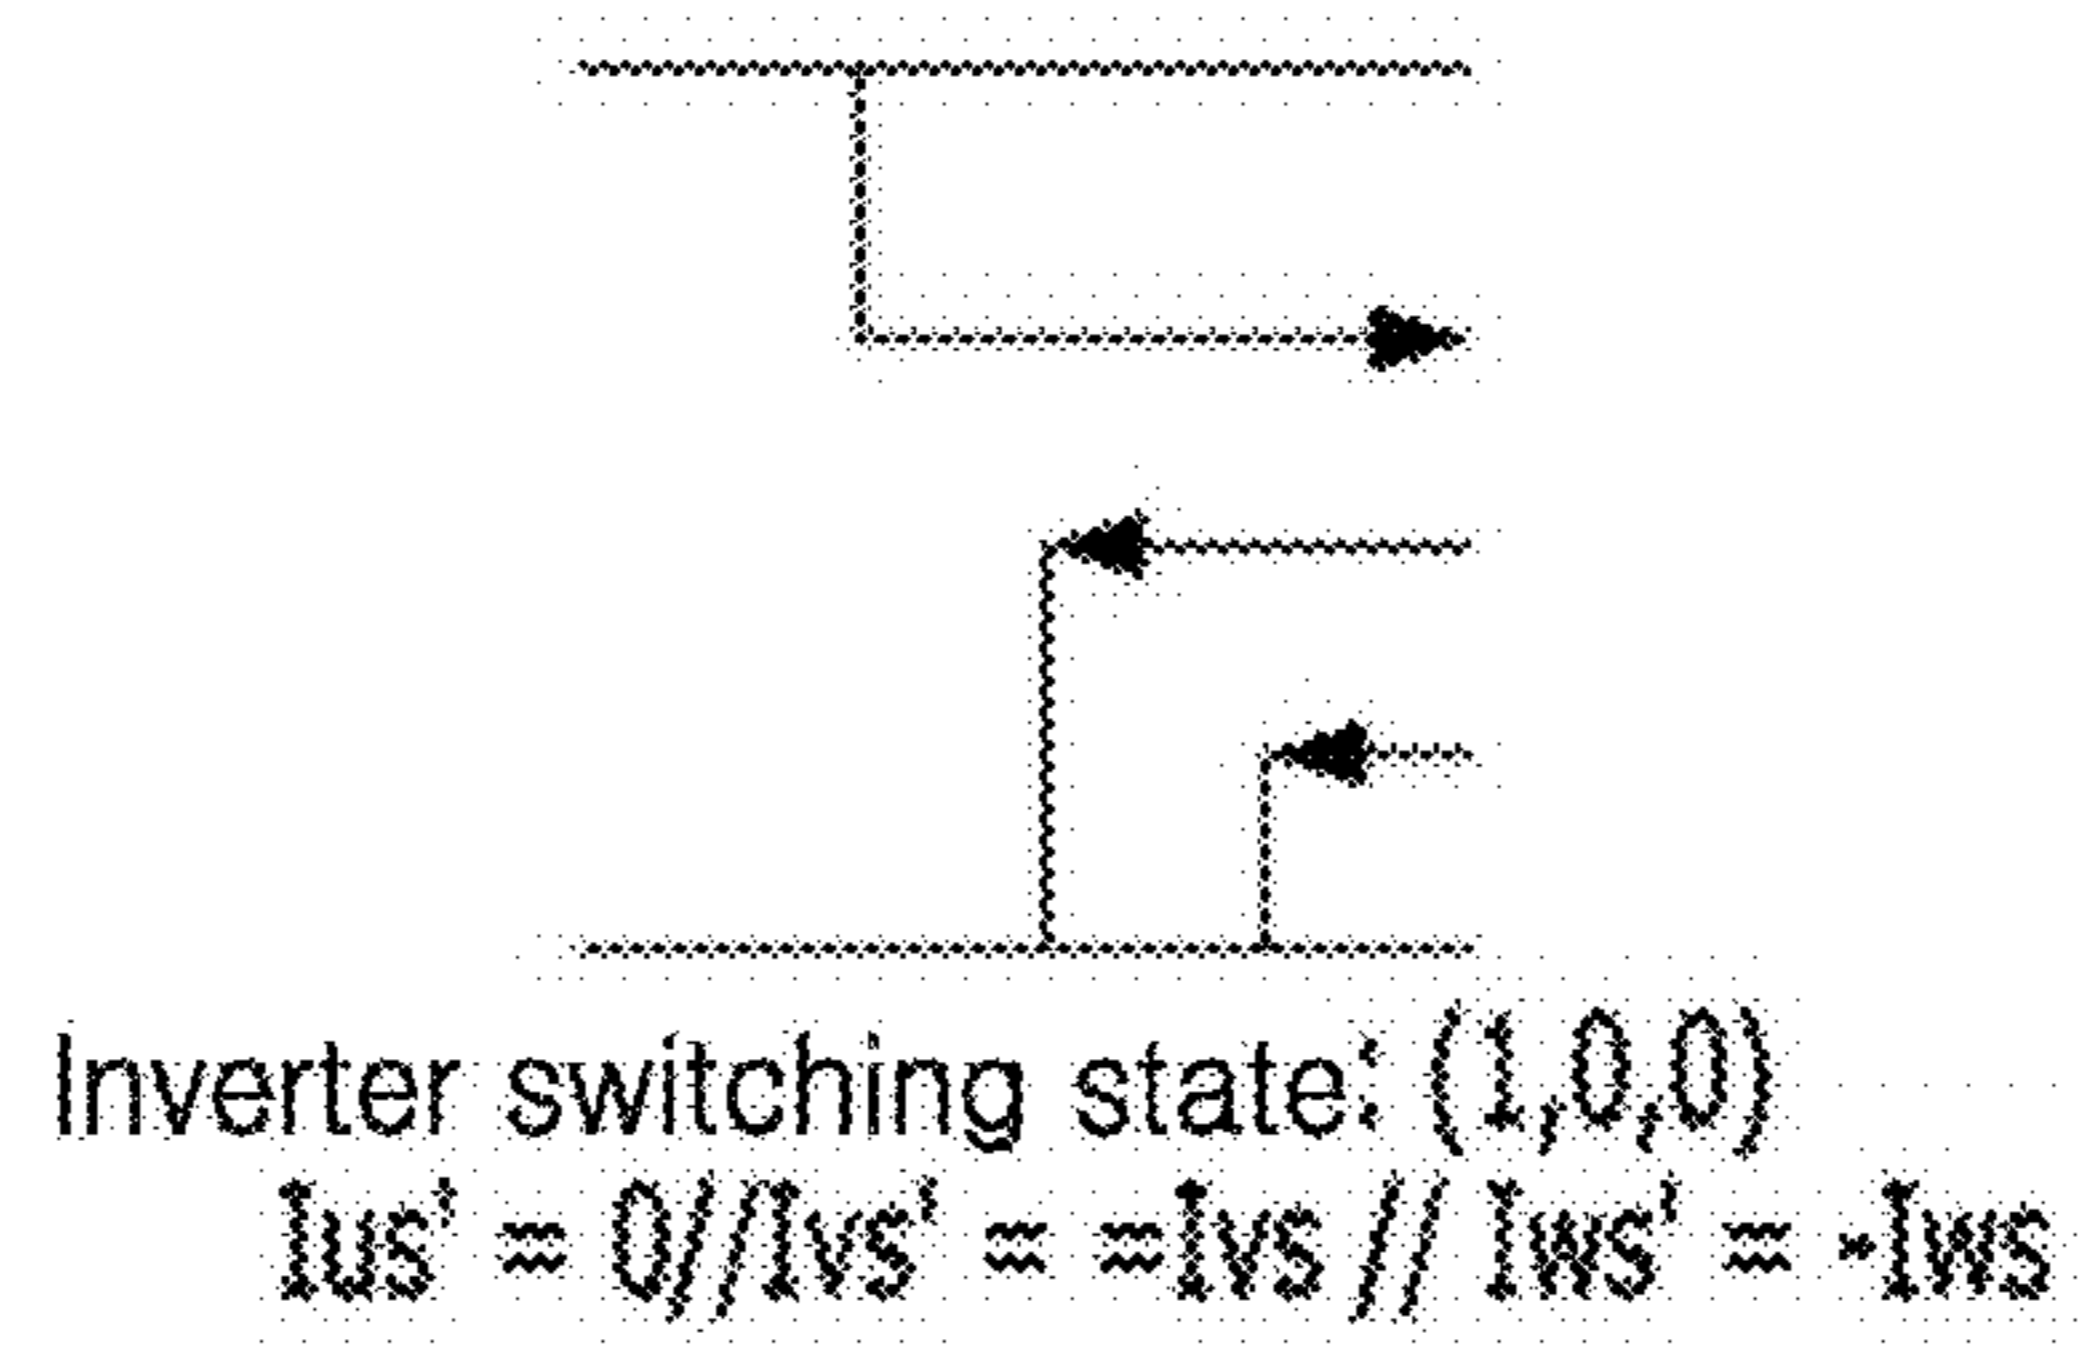 Inverter switching state: (1,0,0)
Ius' = 0//Ivs' = =Ivs // Iws' = -Iws